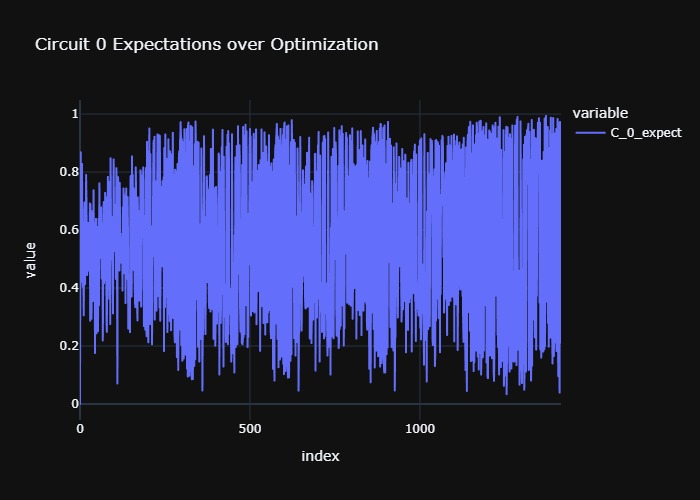 Circuit 0 Expectations over Optimization
variable
C_0_expect
value
1
0.8
0.6
0.4
0.2
0
0
500
1000
index